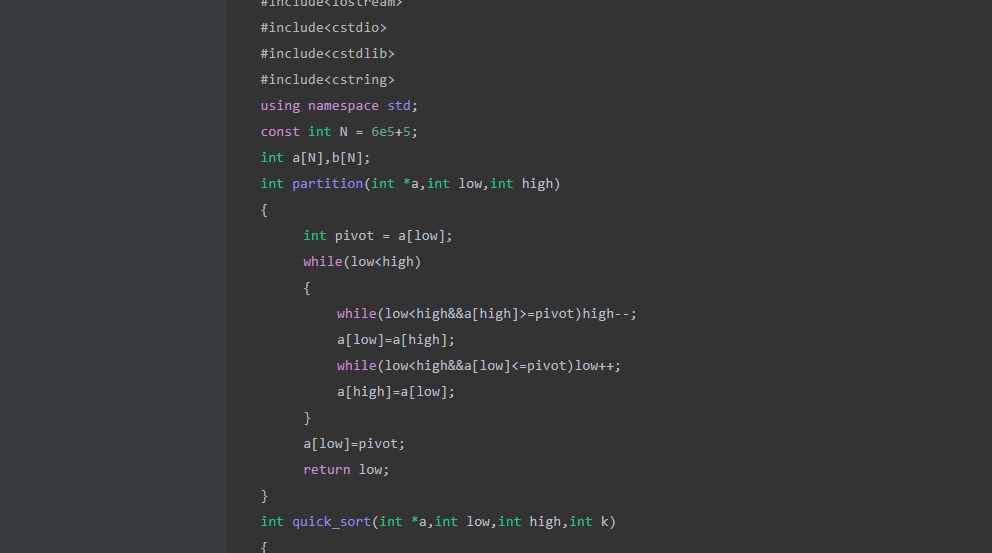 #include<iostream>
#include<cstdio>
#include<cstdlib>
#include<cstring>
using namespace std;
const int N = 6e5+5;
int a[N],b[N];
int partition(int *a,int low,int high)
{
int pivot = a[low];
while(low<high)
{
while(low<high&&a[high]>=pivot)high--;
a[low]=a[high];
while(low<high&&a[low]<=pivot)low++;
a[high]=a[low];
}
a[low]=pivot;
return low;
}
int quick_sort(int *a,int low,int high,int k)
{